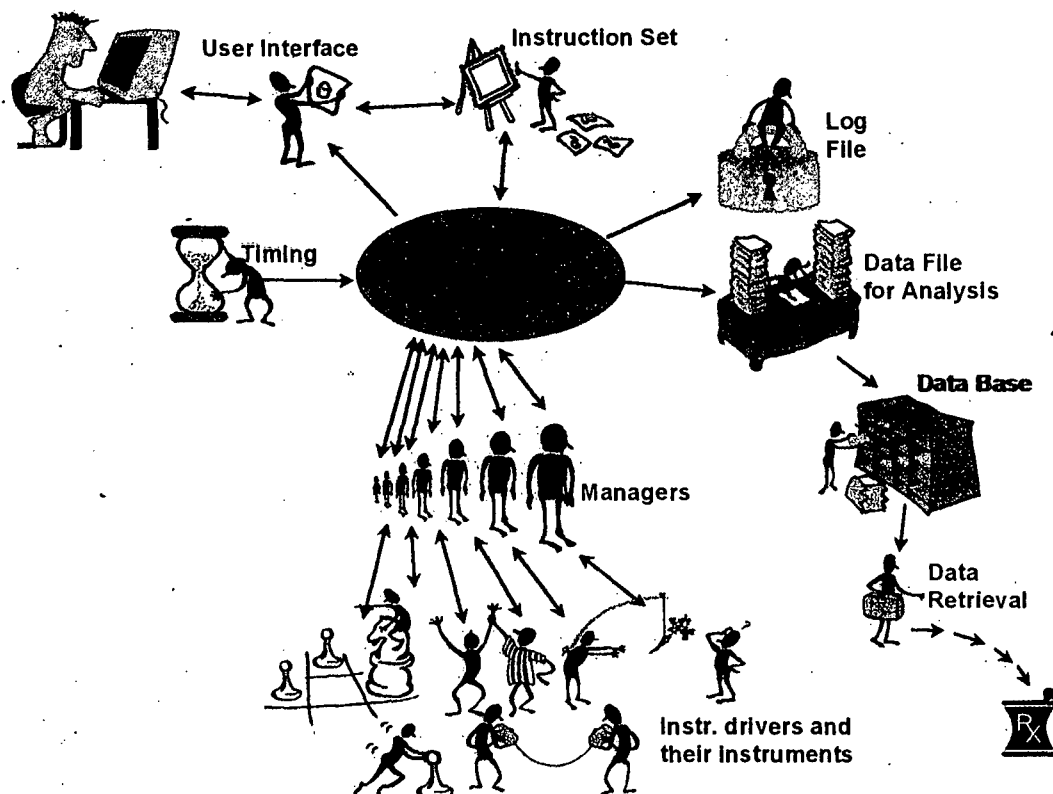 User Interface
Instruction Set
Log
File
Timing
Data File
for Analysis
Data Base
Managers
Data
Retrieval
Instr. drivers and
their instruments
Rx